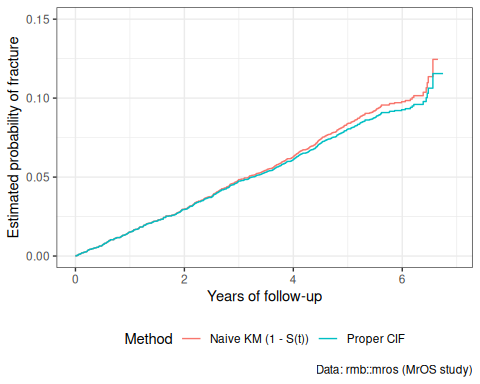 Estimated probability of fracture
0.15
0.10
0.05
0.00
0 2 4 6
Years of follow-up
Method Naive KM (1 - S(t)) Proper CIF
Data: rmb::mros (MrOS study)